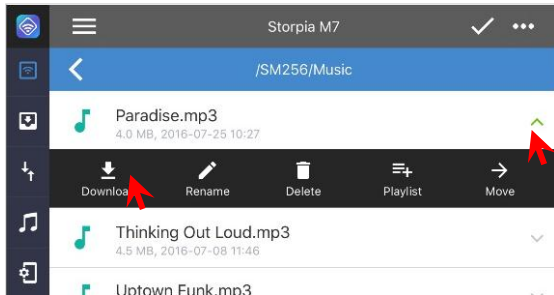 Storpia M7
/SM256/Music
Paradise.mp3
4.0 MB, 2016-07-25 10:27
Download Rename Delete Playlist Move
Thinking Out Loud.mp3
4.5 MB, 2016-07-08 11:46
Uptown Funk.mp3